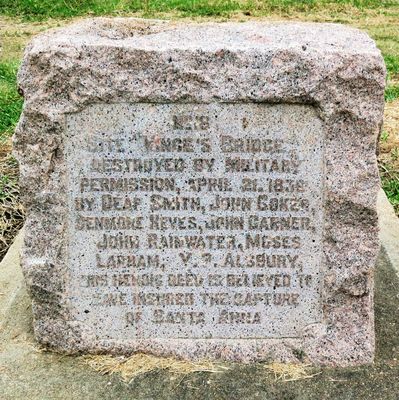 No 8
Site "Vince's Bridge"
destroyed by military
permission, April 21, 1836
by Deaf Smith, John Coker,
Denmore Reves, John Garner,
John Rainwater, Moses
Lapham, Y. P. Alsbury,
this heroic deed is believed to
have insured the capture
of Santa Anna